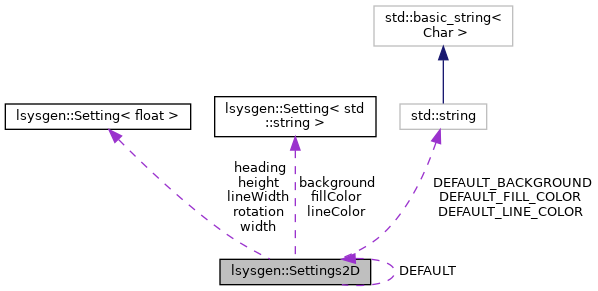 std::basic_string<
Char >
lsysgen::Setting< float >
lsysgen::Setting< std
::string >
std::string
heading
height
lineWidth
rotation
width
background
fillColor
lineColor
DEFAULT_BACKGROUND
DEFAULT_FILL_COLOR
DEFAULT_LINE_COLOR
lsysgen::Settings2D
DEFAULT